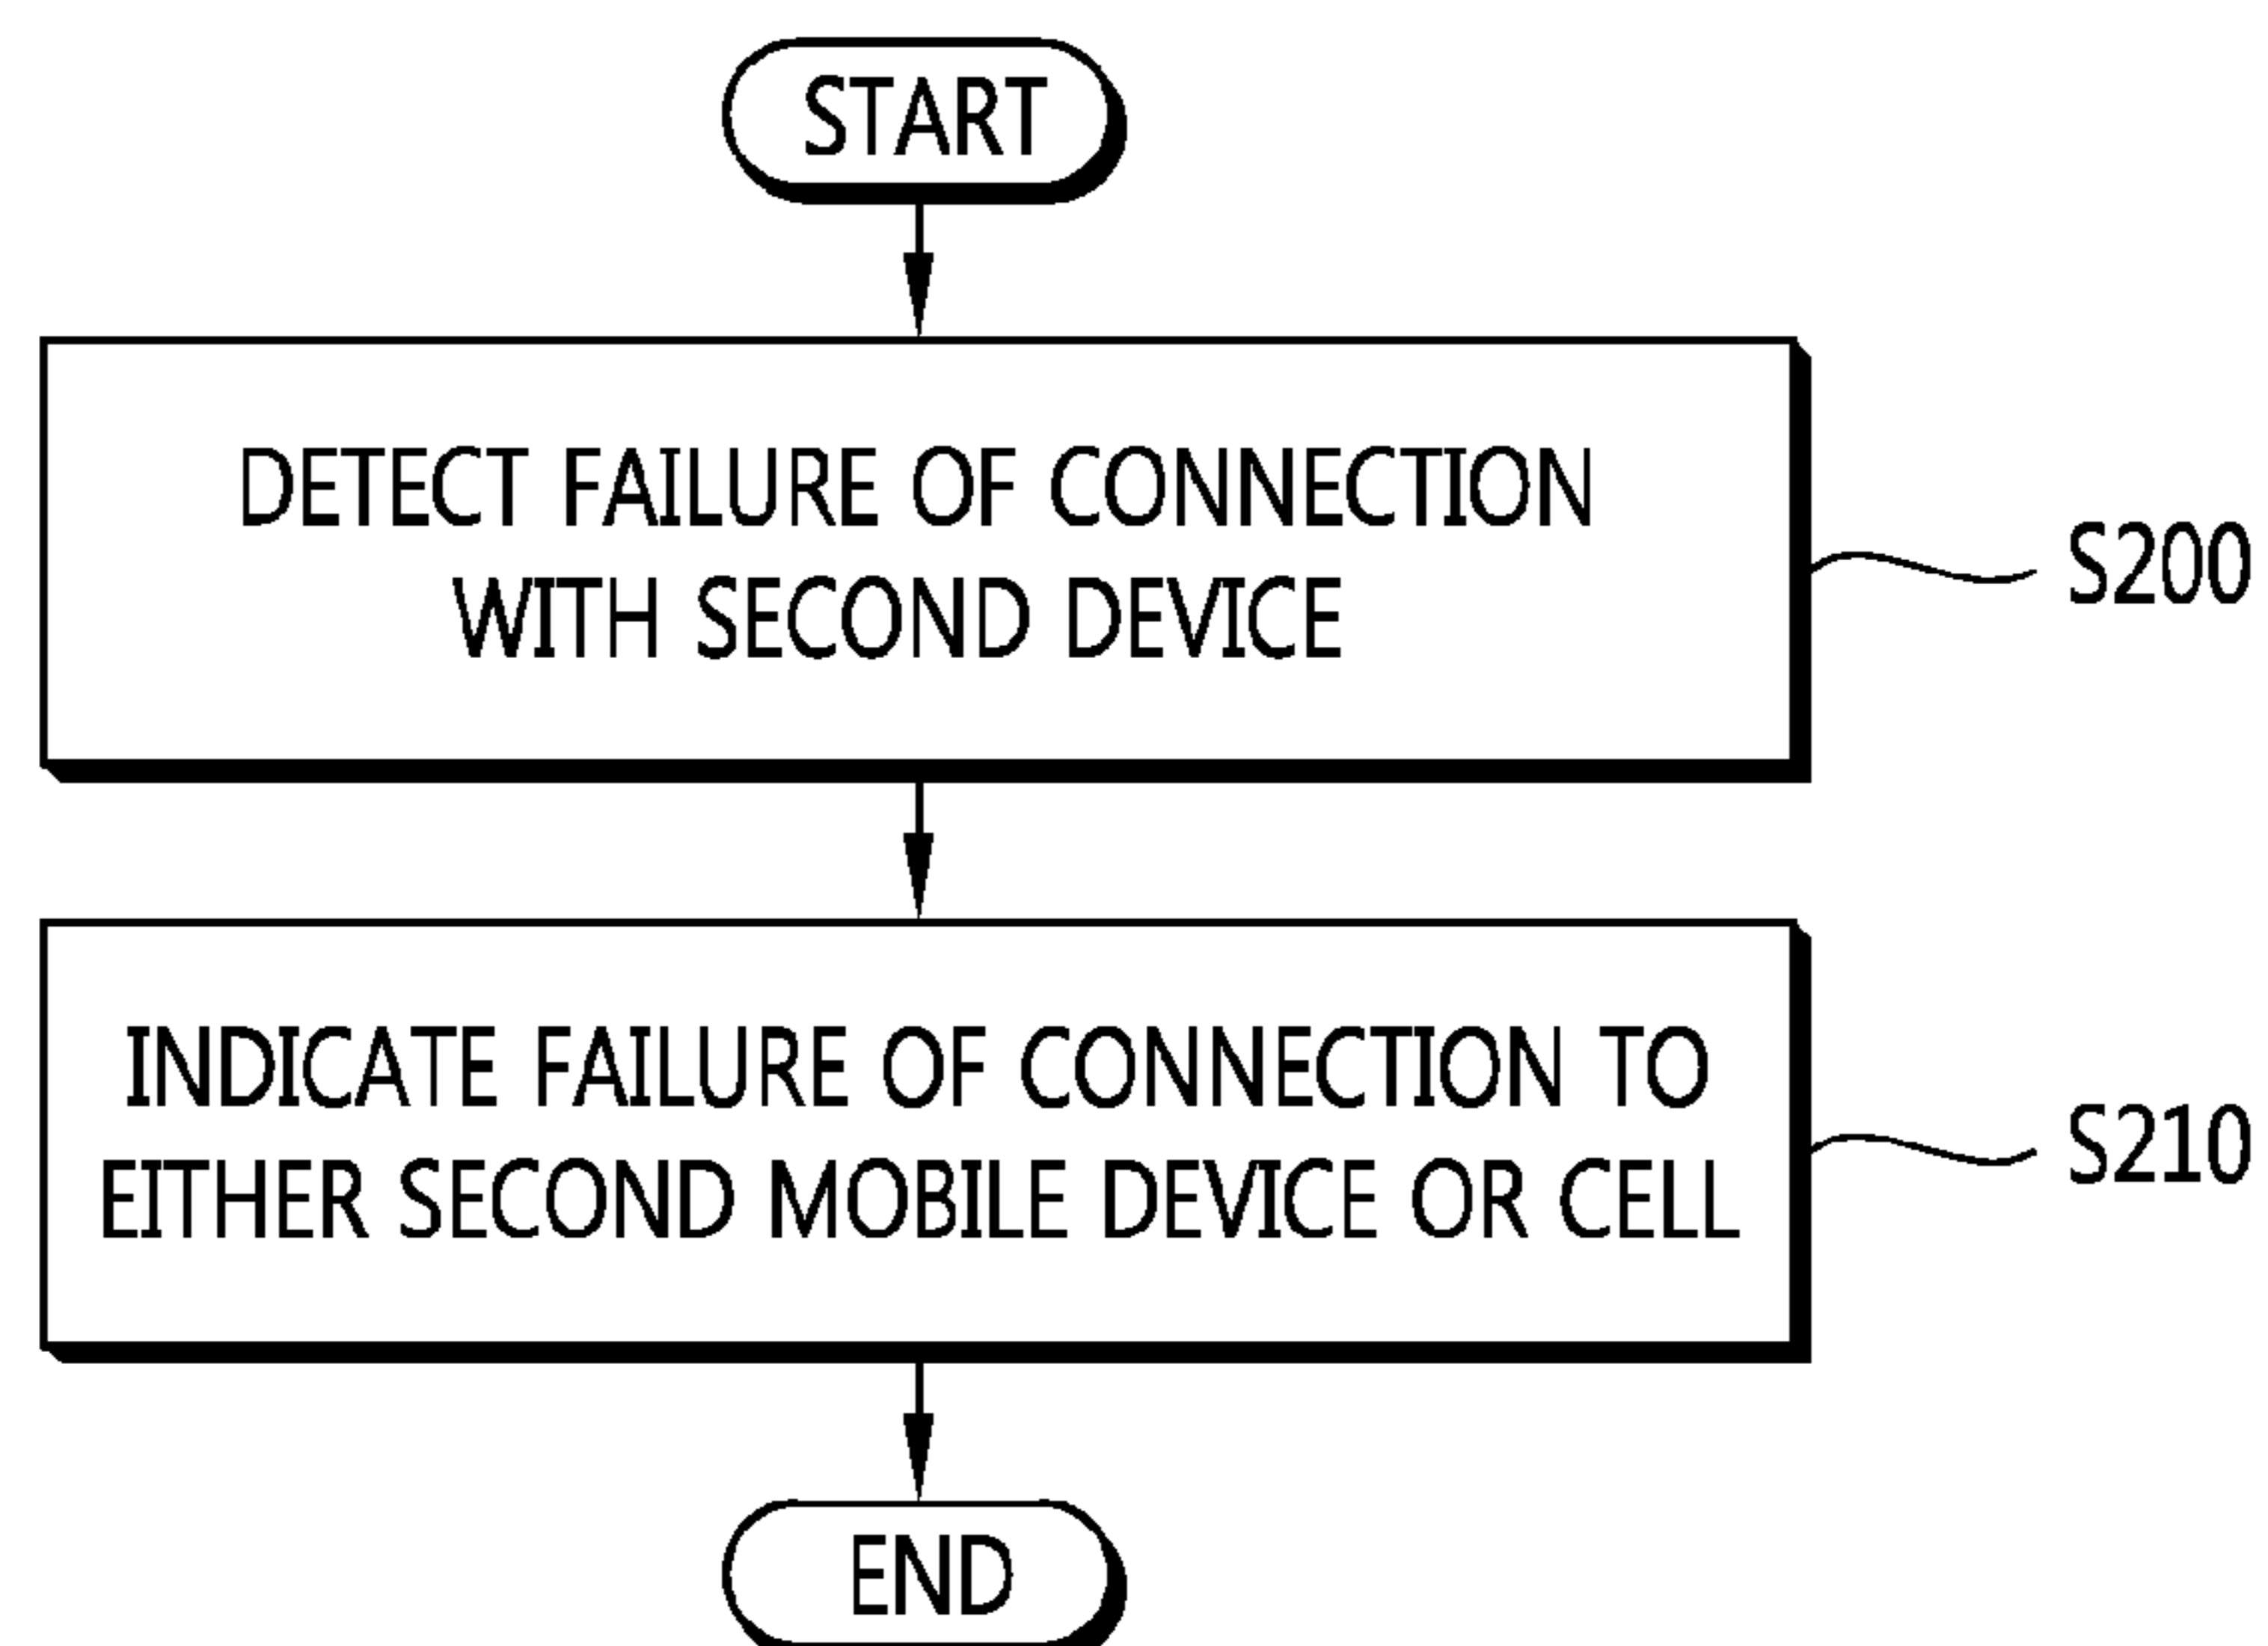 START
DETECT FAILURE OF CONNECTION
WITH SECOND DEVICE
S200
INDICATE FAILURE OF CONNECTION TO
EITHER SECOND MOBILE DEVICE OR CELL
S210
END